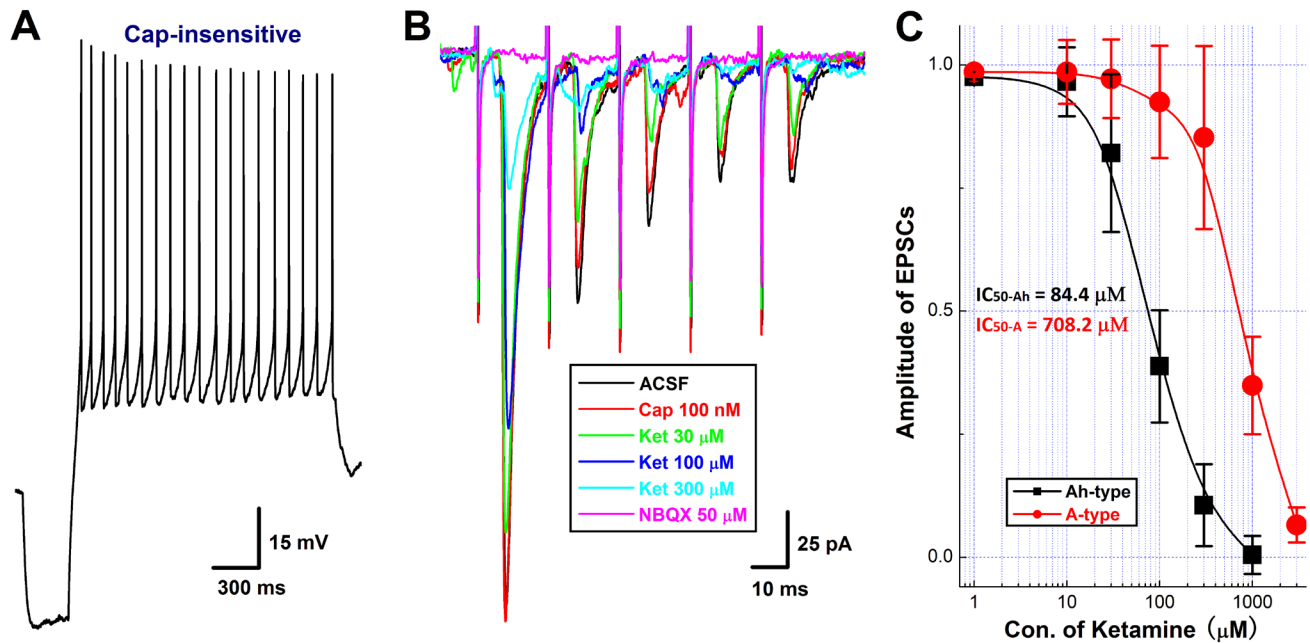 A
Cap-insensitive
15 mV
300 ms
B
ACSF
Cap 100 nM
Ket 30 μM
Ket 100 μM
Ket 300 μM
NBQX 50 μM
25 pA
10 ms
C
Amplitude of EPSCs
1.0
0.5
0.0
IC50-Ah = 84.4 μM
IC50-A = 708.2 μM
Ah-type
A-type
1 10 100 1000
Con. of Ketamine (μM)